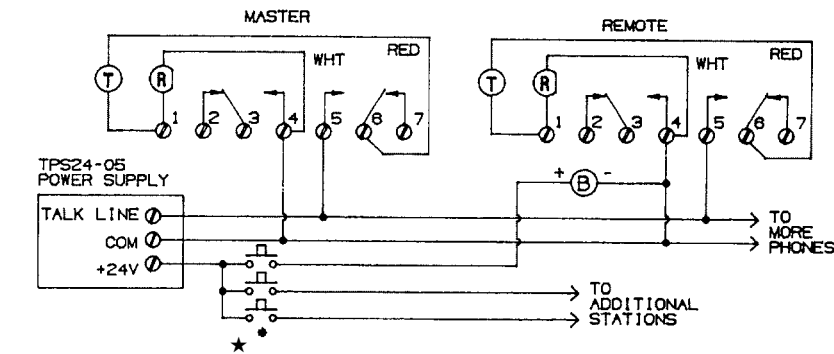 MASTER
REMOTE
T
R
WHT
RED
1 2 3 4 5 6 7
T
R
WHT
RED
1 2 3 4 5 6 7
TPS24-05
POWER SUPPLY
+ B -
TALK LINE
COM
+24V
TO
MORE
PHONES
TO
ADDITIONAL
STATIONS